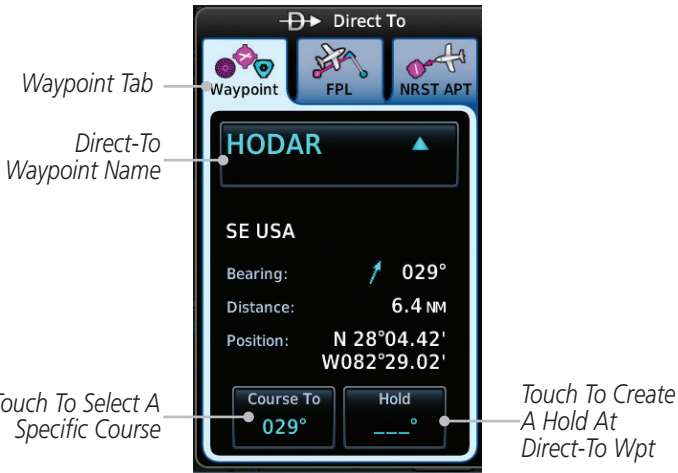 Direct To
Waypoint Tab
Waypoint
FPL
NRST APT
Direct-To
Waypoint Name
HODAR
SE USA
Bearing: 029°
Distance: 6.4 NM
Position: N 28°04.42'
W082°29.02'
Touch To Select A
Specific Course
Course To
029°
Hold
___°
Touch To Create
A Hold At
Direct-To Wpt